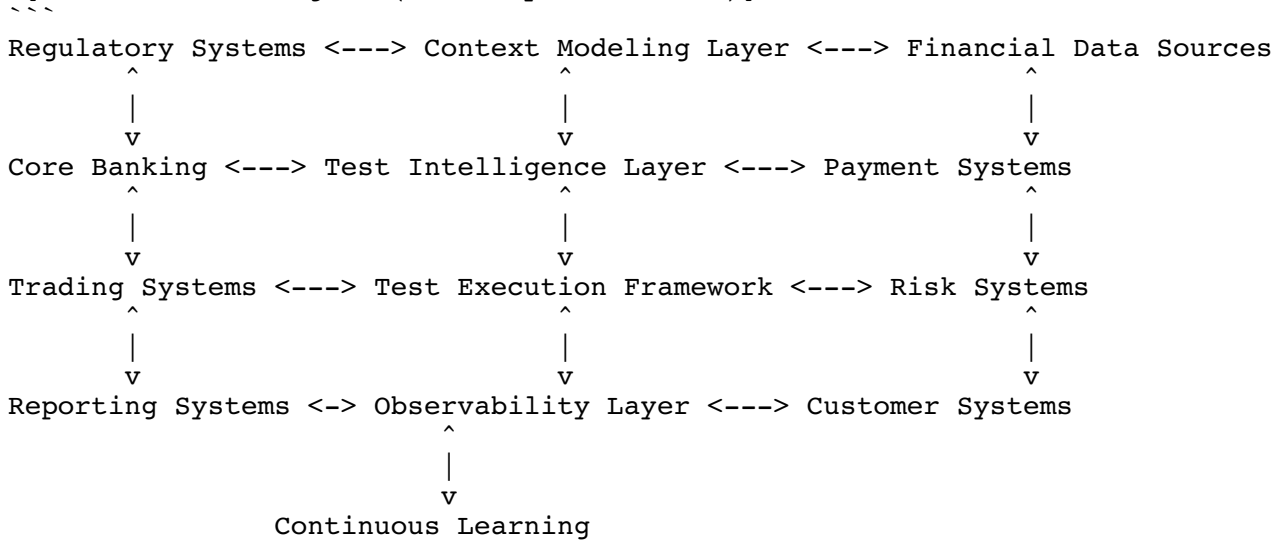 ```
Regulatory Systems <---> Context Modeling Layer <---> Financial Data Sources
        ^                         ^                           ^
        |                         |                           |
        v                         v                           v
Core Banking <---> Test Intelligence Layer <---> Payment Systems
        ^                         ^                           ^
        |                         |                           |
        v                         v                           v
Trading Systems <---> Test Execution Framework <---> Risk Systems
        ^                         ^                           ^
        |                         |                           |
        v                         v                           v
Reporting Systems <-> Observability Layer <---> Customer Systems
                           ^
                           |
                           v
                Continuous Learning